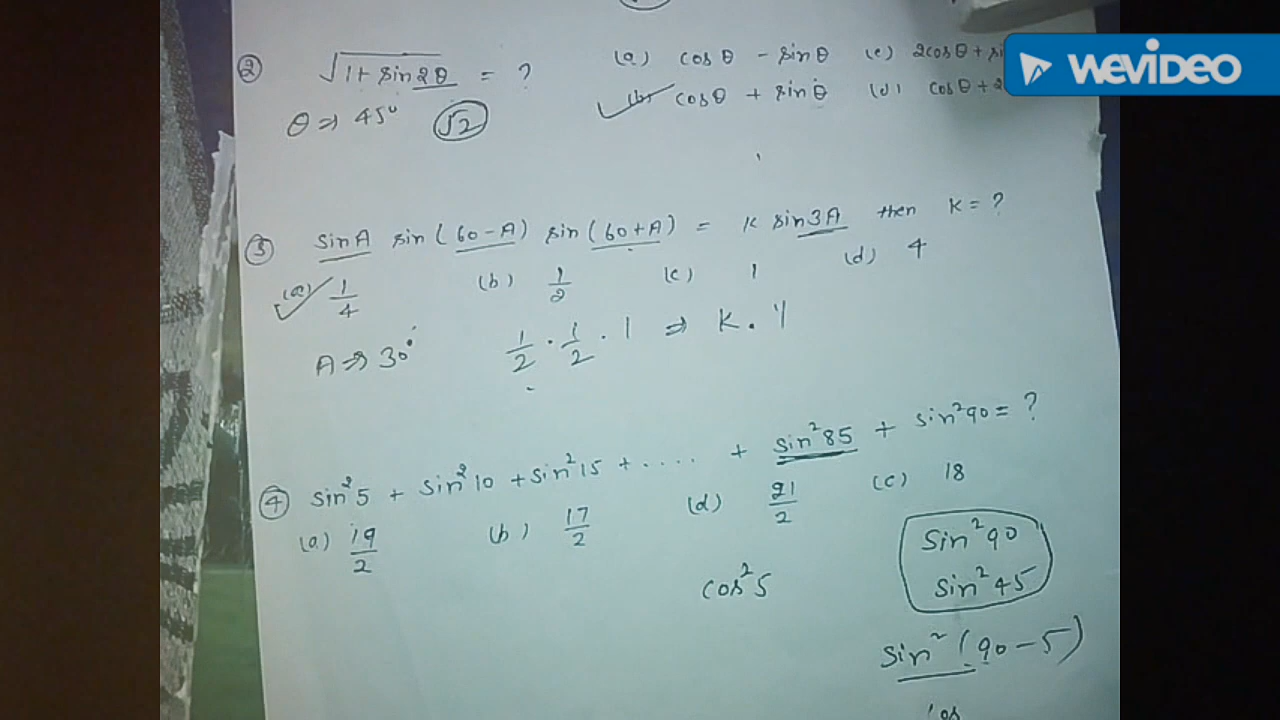 ② √1+sin2θ = ? (a) cosθ - sinθ (c) 2cosθ +
θ ⇒ 45° √2 (b) cosθ + sinθ (d) cosθ +
WEVIDEO
③ sinA sin(60-A) sin(60+A) = K sin3A then K = ?
(a) 1/4 (b) 1/2 (c) 1 (d) 4
A ⇒ 30° 1/2 · 1/2 · 1 ⇒ K. 1
④ sin²5 + sin²10 + sin²15 + .... + sin²85 + sin²90 = ?
(a) 19/2 (b) 17/2 (d) 21/2 (c) 18
sin²90
cos²5 sin²45
sin²(90-5)
cos